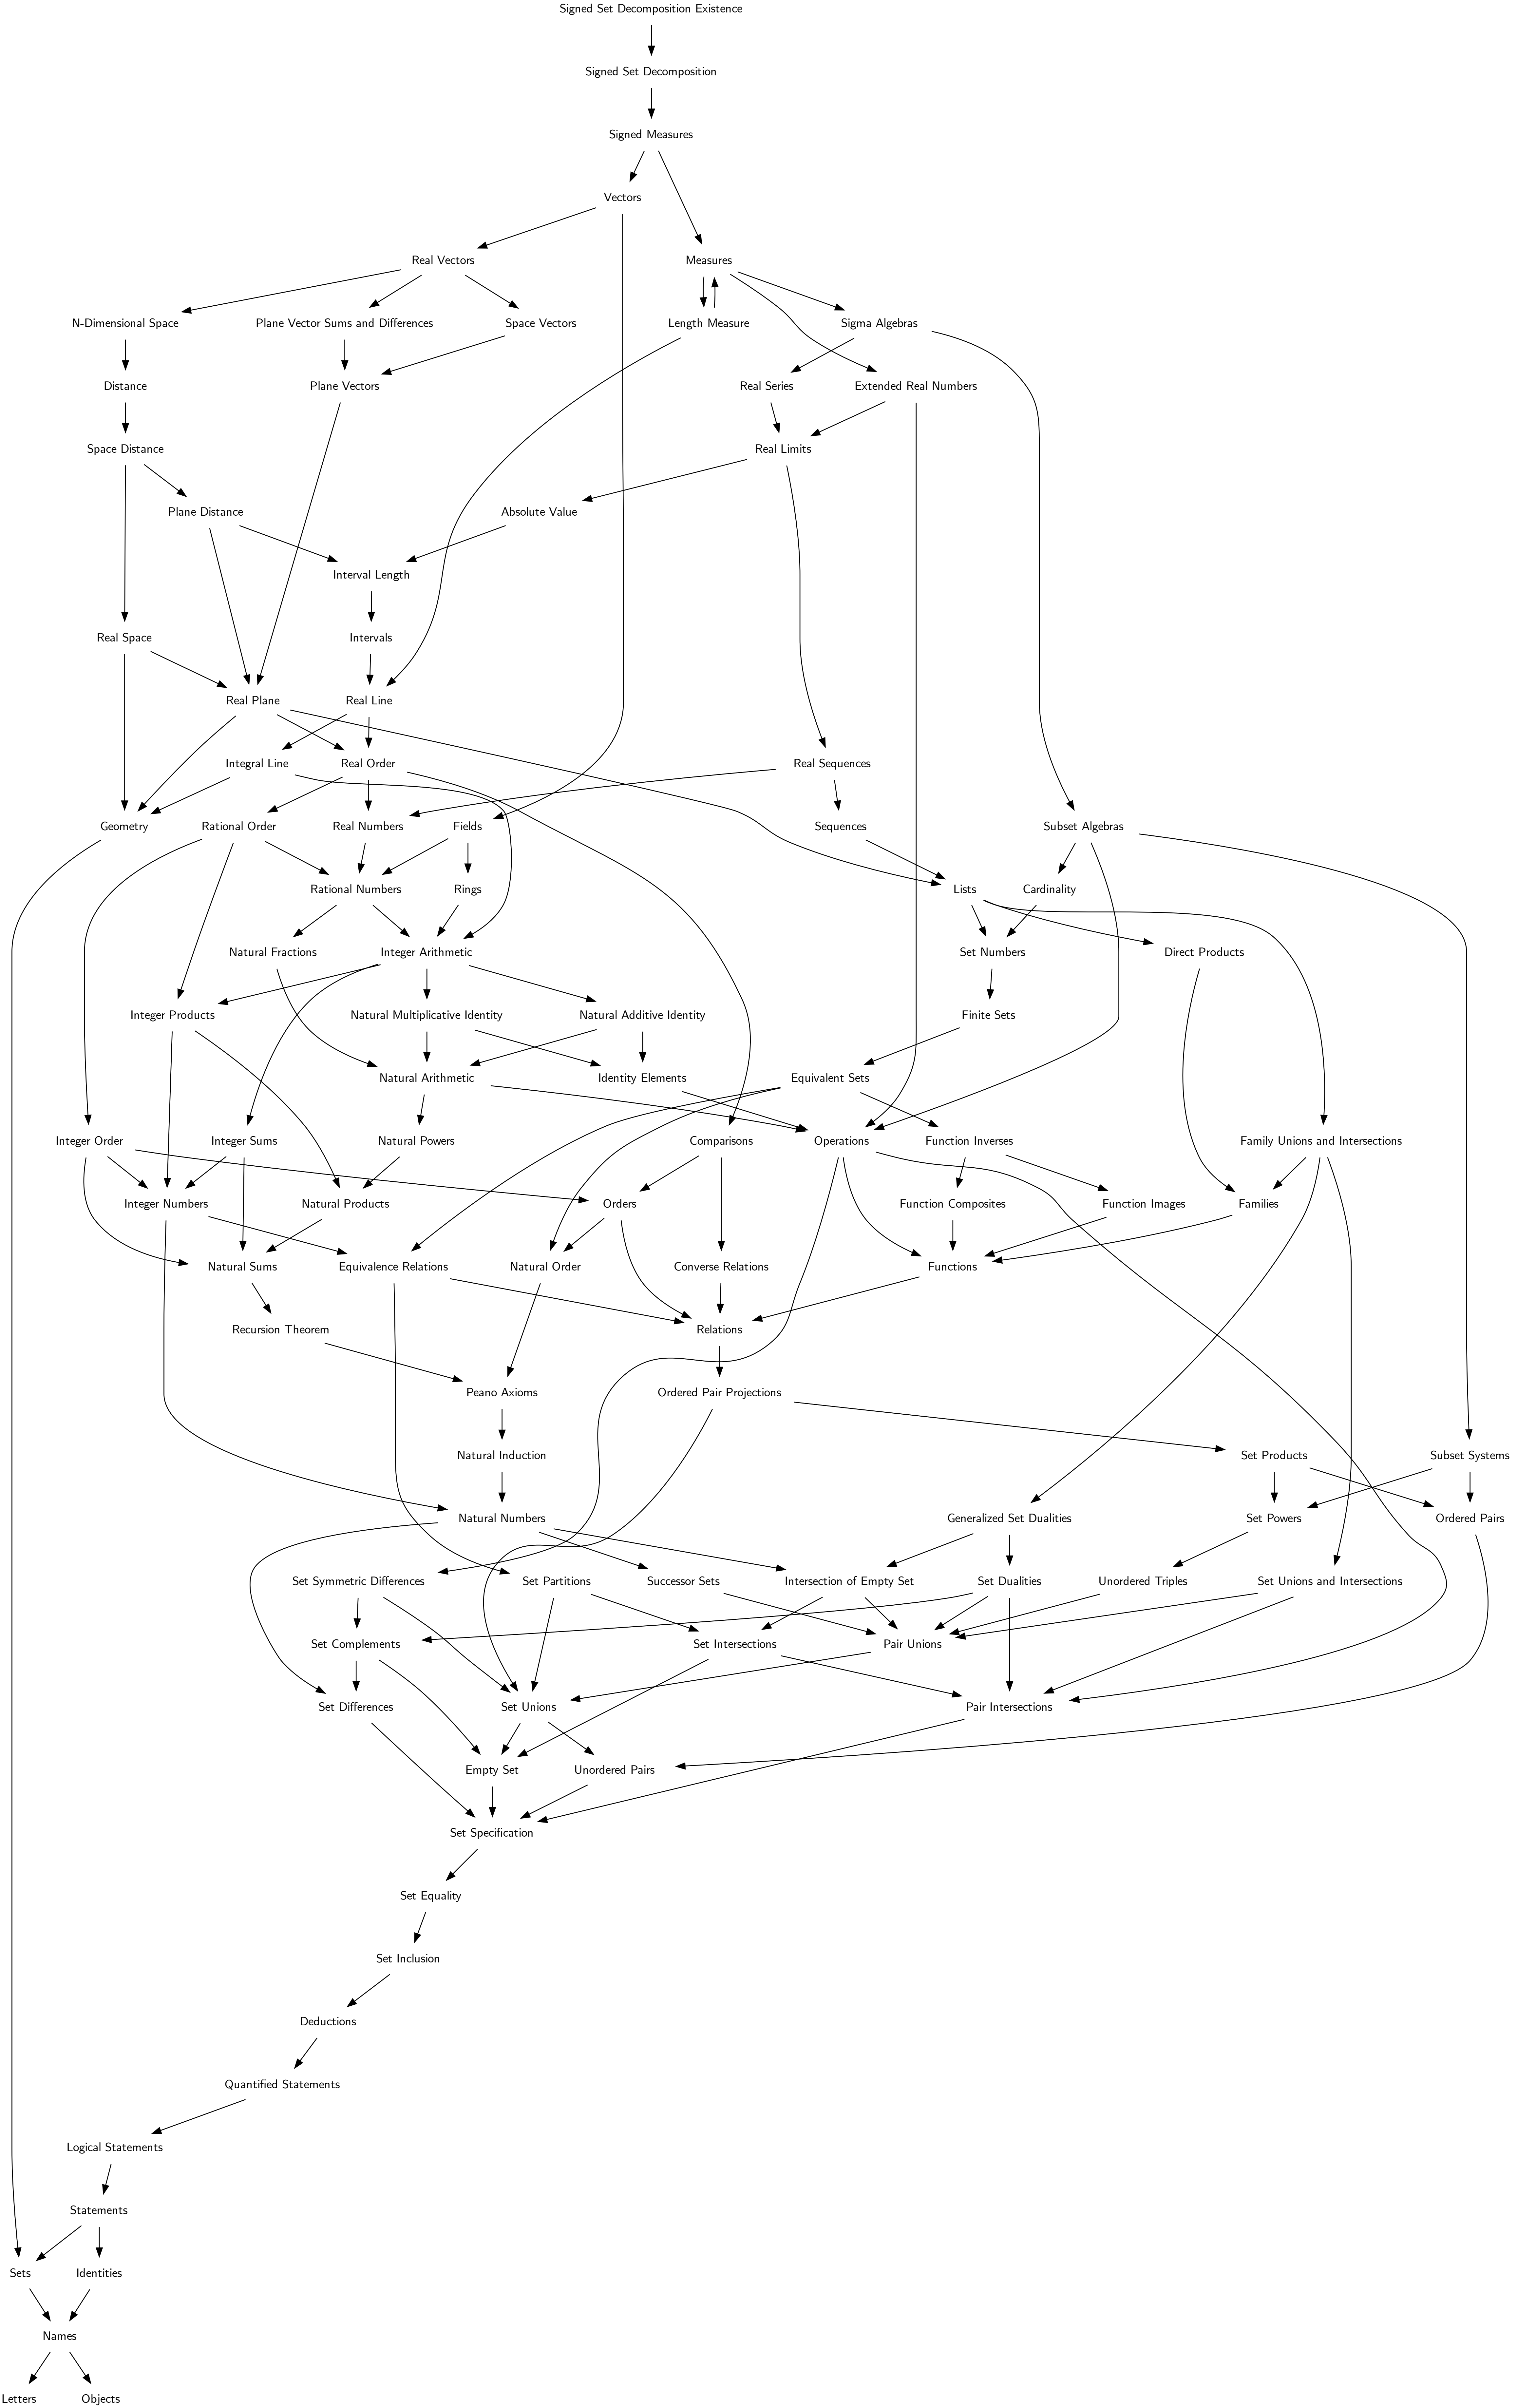 Signed Set Decomposition Existence
Signed Set Decomposition
Signed Measures
Vectors
Real Vectors
Measures
N-Dimensional Space
Plane Vector Sums and Differences
Space Vectors
Length Measure
Sigma Algebras
Distance
Plane Vectors
Real Series
Extended Real Numbers
Space Distance
Real Limits
Plane Distance
Absolute Value
Interval Length
Real Space
Intervals
Real Plane
Real Line
Integral Line
Real Order
Real Sequences
Geometry
Rational Order
Real Numbers
Fields
Sequences
Subset Algebras
Rational Numbers
Rings
Lists
Cardinality
Natural Fractions
Integer Arithmetic
Set Numbers
Direct Products
Integer Products
Natural Multiplicative Identity
Natural Additive Identity
Finite Sets
Natural Arithmetic
Identity Elements
Equivalent Sets
Integer Order
Integer Sums
Natural Powers
Comparisons
Operations
Function Inverses
Family Unions and Intersections
Integer Numbers
Natural Products
Orders
Function Composites
Function Images
Families
Natural Sums
Equivalence Relations
Natural Order
Converse Relations
Functions
Recursion Theorem
Relations
Peano Axioms
Ordered Pair Projections
Natural Induction
Set Products
Subset Systems
Natural Numbers
Generalized Set Dualities
Set Powers
Ordered Pairs
Set Symmetric Differences
Set Partitions
Successor Sets
Intersection of Empty Set
Set Dualities
Unordered Triples
Set Unions and Intersections
Set Complements
Set Intersections
Pair Unions
Set Differences
Set Unions
Pair Intersections
Empty Set
Unordered Pairs
Set Specification
Set Equality
Set Inclusion
Deductions
Quantified Statements
Logical Statements
Statements
Sets
Identities
Names
Letters
Objects